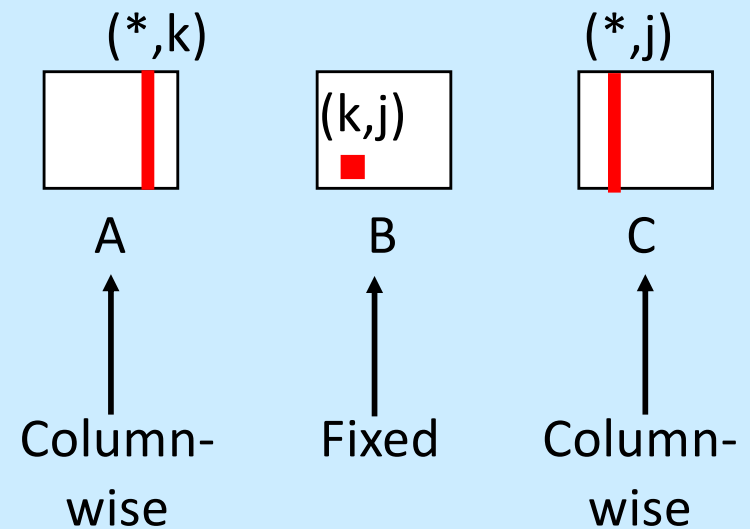 (*,k)
(*,j)
(k,j)
A
B
C
Column-
wise
Fixed
Column-
wise